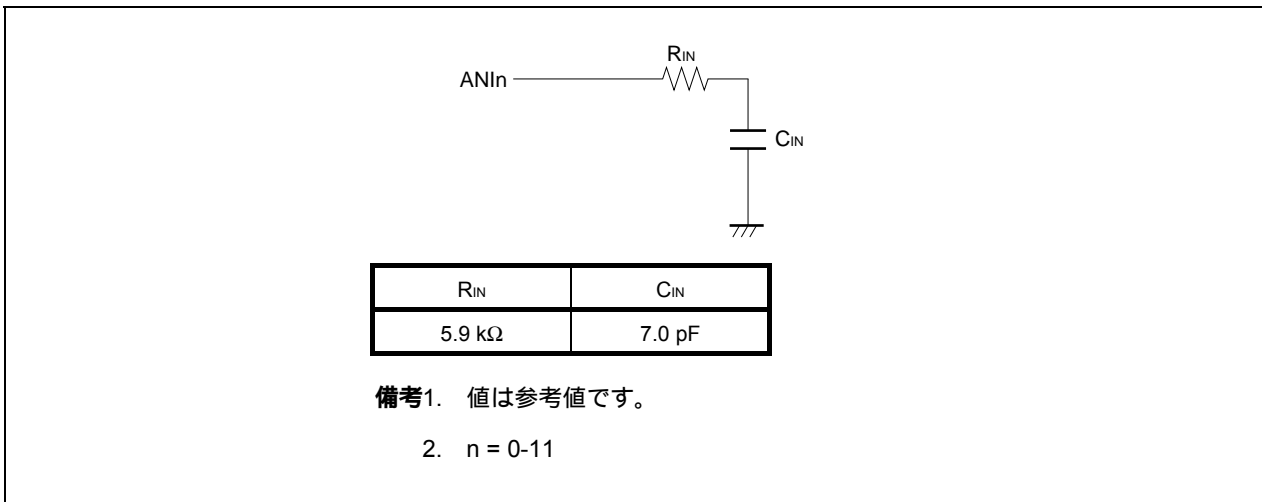 RIN
ANIn
CIN
RIN CIN
5.9 kΩ 7.0 pF
備考1. 値は参考値です。
2. n = 0-11